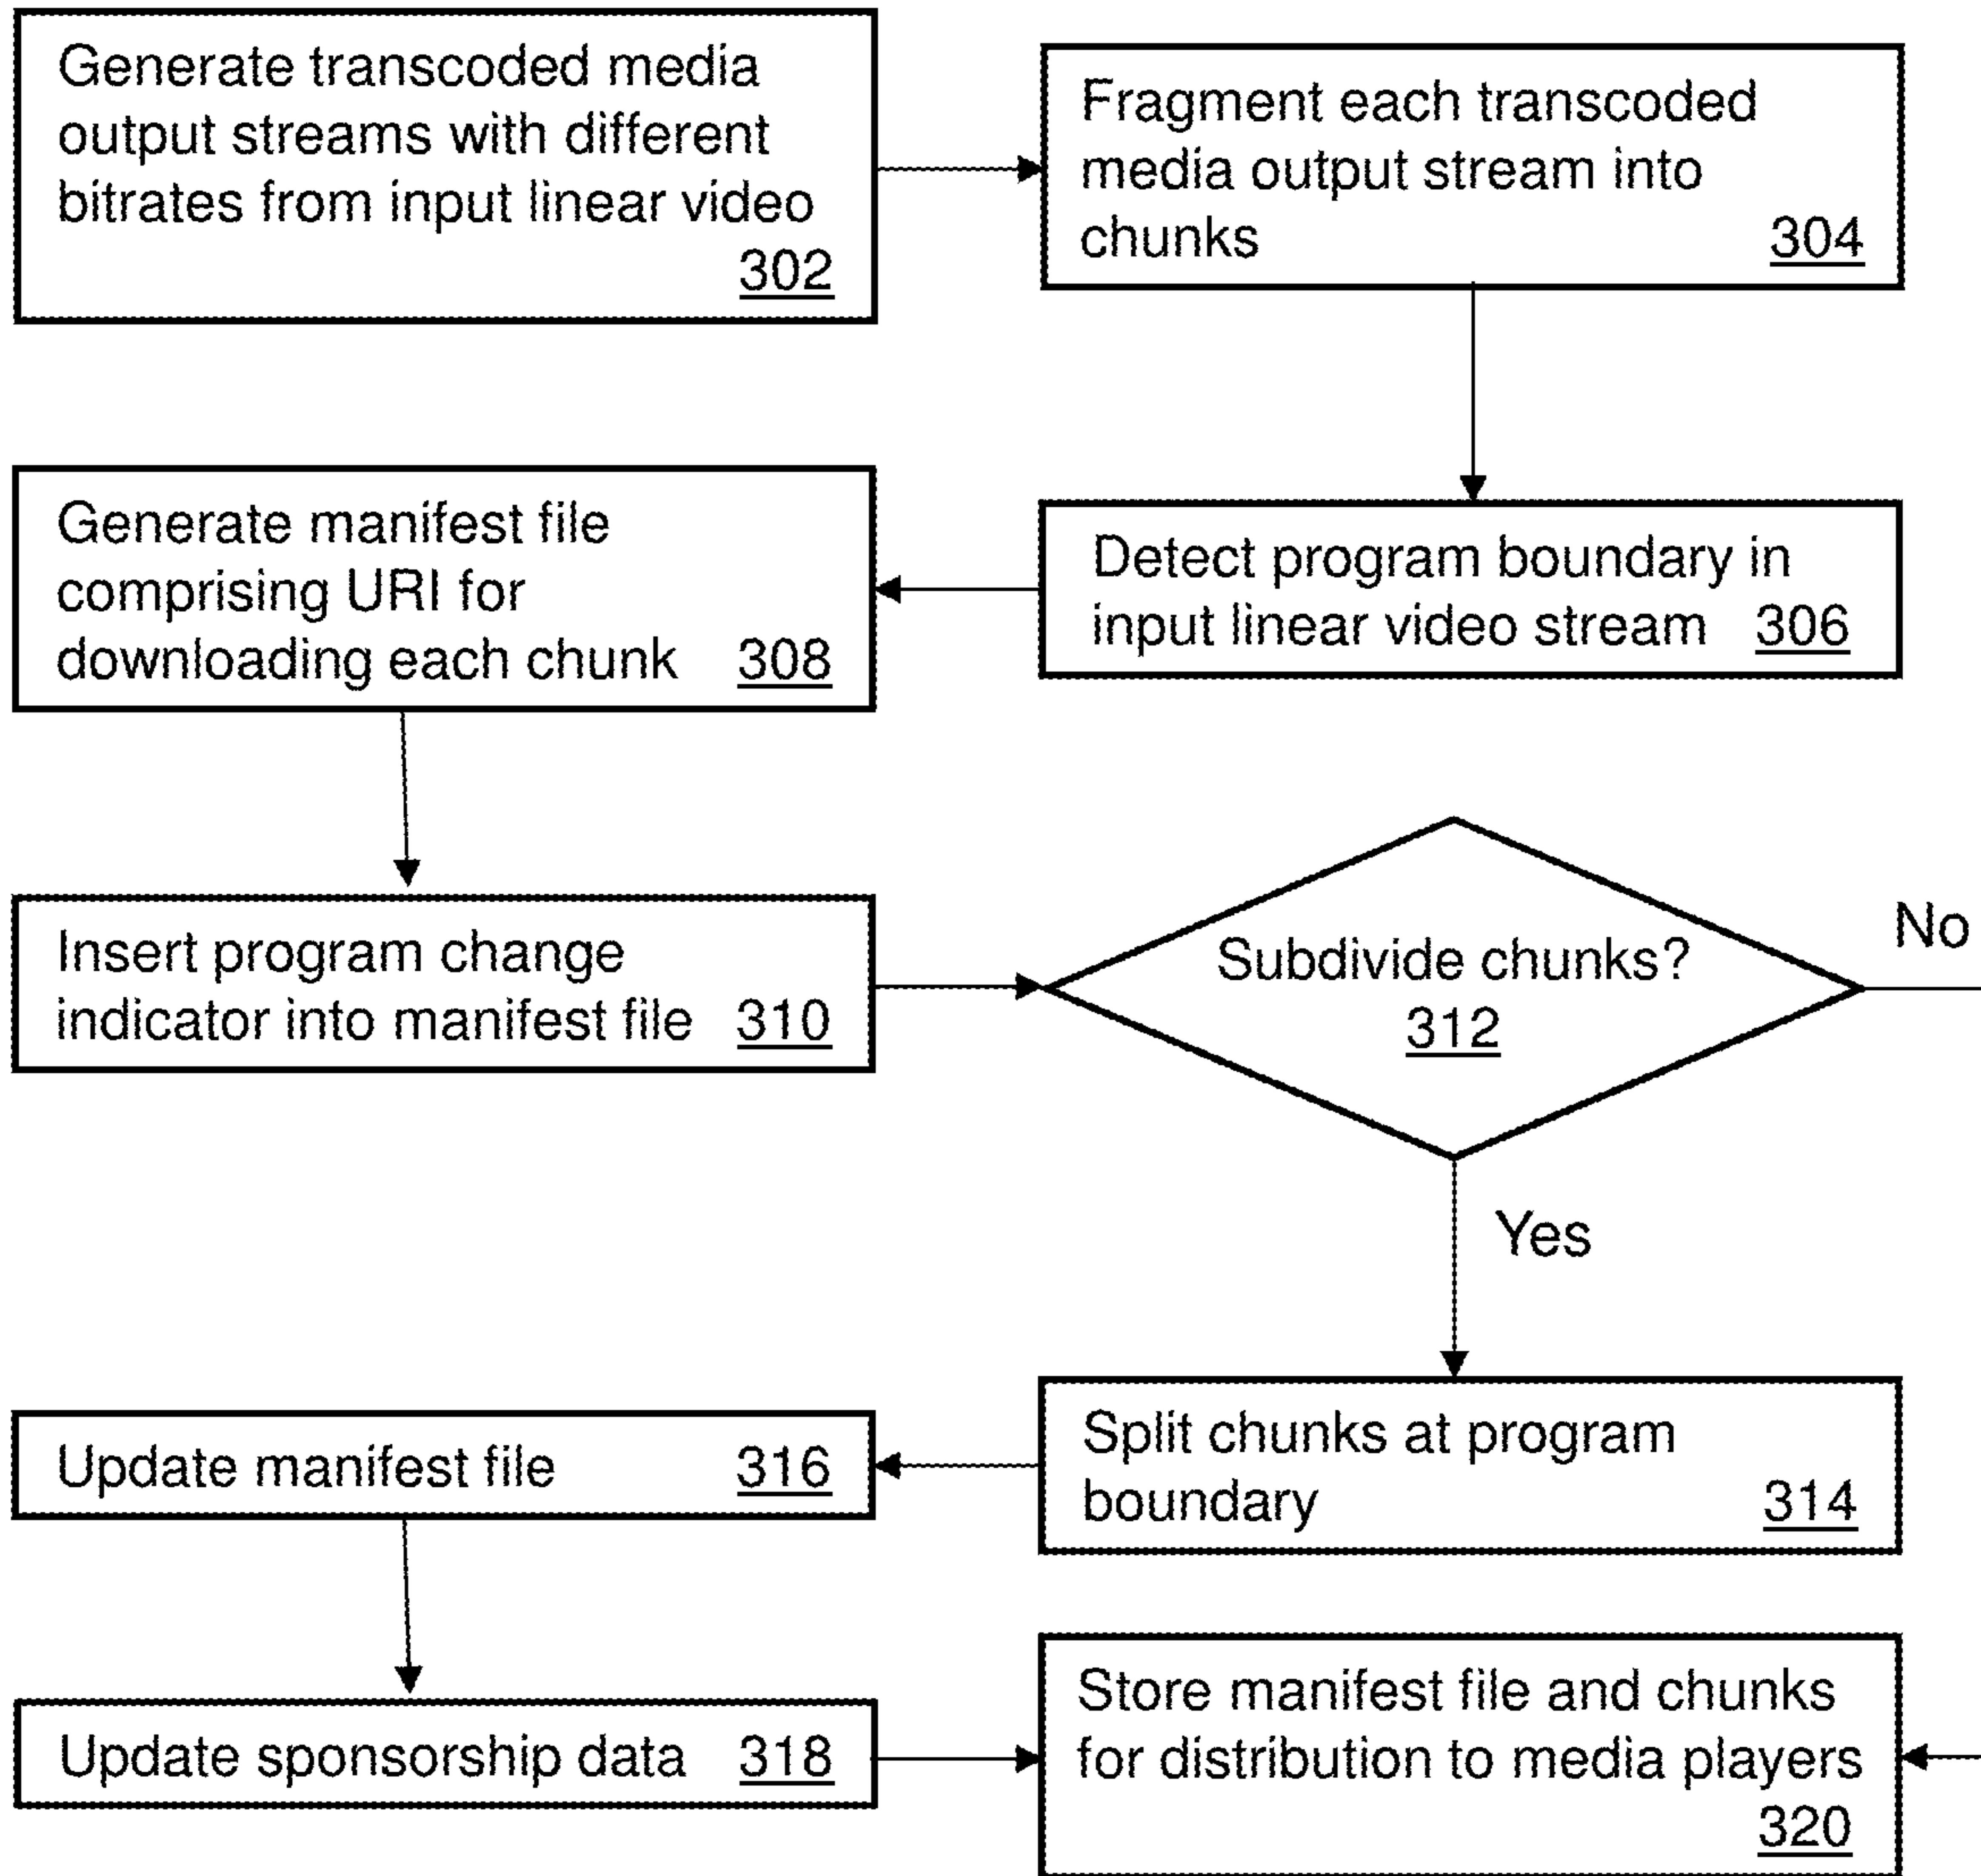 Generate transcoded media
output streams with different
bitrates from input linear video
302
Fragment each transcoded
media output stream into
chunks 304
Detect program boundary in
input linear video stream 306
Generate manifest file
comprising URI for
downloading each chunk 308
Insert program change
indicator into manifest file 310
Subdivide chunks?
312
No
Yes
Split chunks at program
boundary 314
Update manifest file 316
Update sponsorship data 318
Store manifest file and chunks
for distribution to media players
320